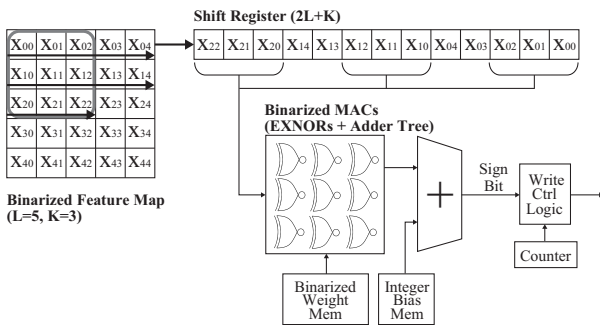 Shift Register (2L+K)
X00 X01 X02 X03 X04
X22 X21 X20 X14 X13 X12 X11 X10 X04 X03 X02 X01 X00
X10 X11 X12 X13 X14
X20 X21 X22 X23 X24
X30 X31 X32 X33 X34
X40 X41 X42 X43 X44
Binarized Feature Map
(L=5, K=3)
Binarized MACs
(EXNORs + Adder Tree)
+
Sign
Bit
Write
Ctrl
Logic
Counter
Binarized
Weight
Mem
Integer
Bias
Mem